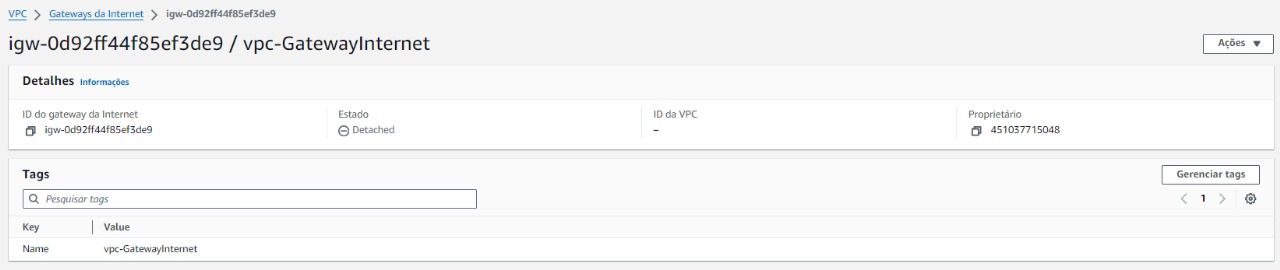 VPC > Gateways da Internet > igw-0d92ff44f85ef3de9
igw-0d92ff44f85ef3de9 / vpc-GatewayInternet
Ações
Detalhes Informações
ID do gateway da Internet
igw-0d92ff44f85ef3de9
Estado
Detached
ID da VPC
–
Proprietário
451037715048
Tags
Gerenciar tags
Pesquisar tags
1
Key Value
Name vpc-GatewayInternet